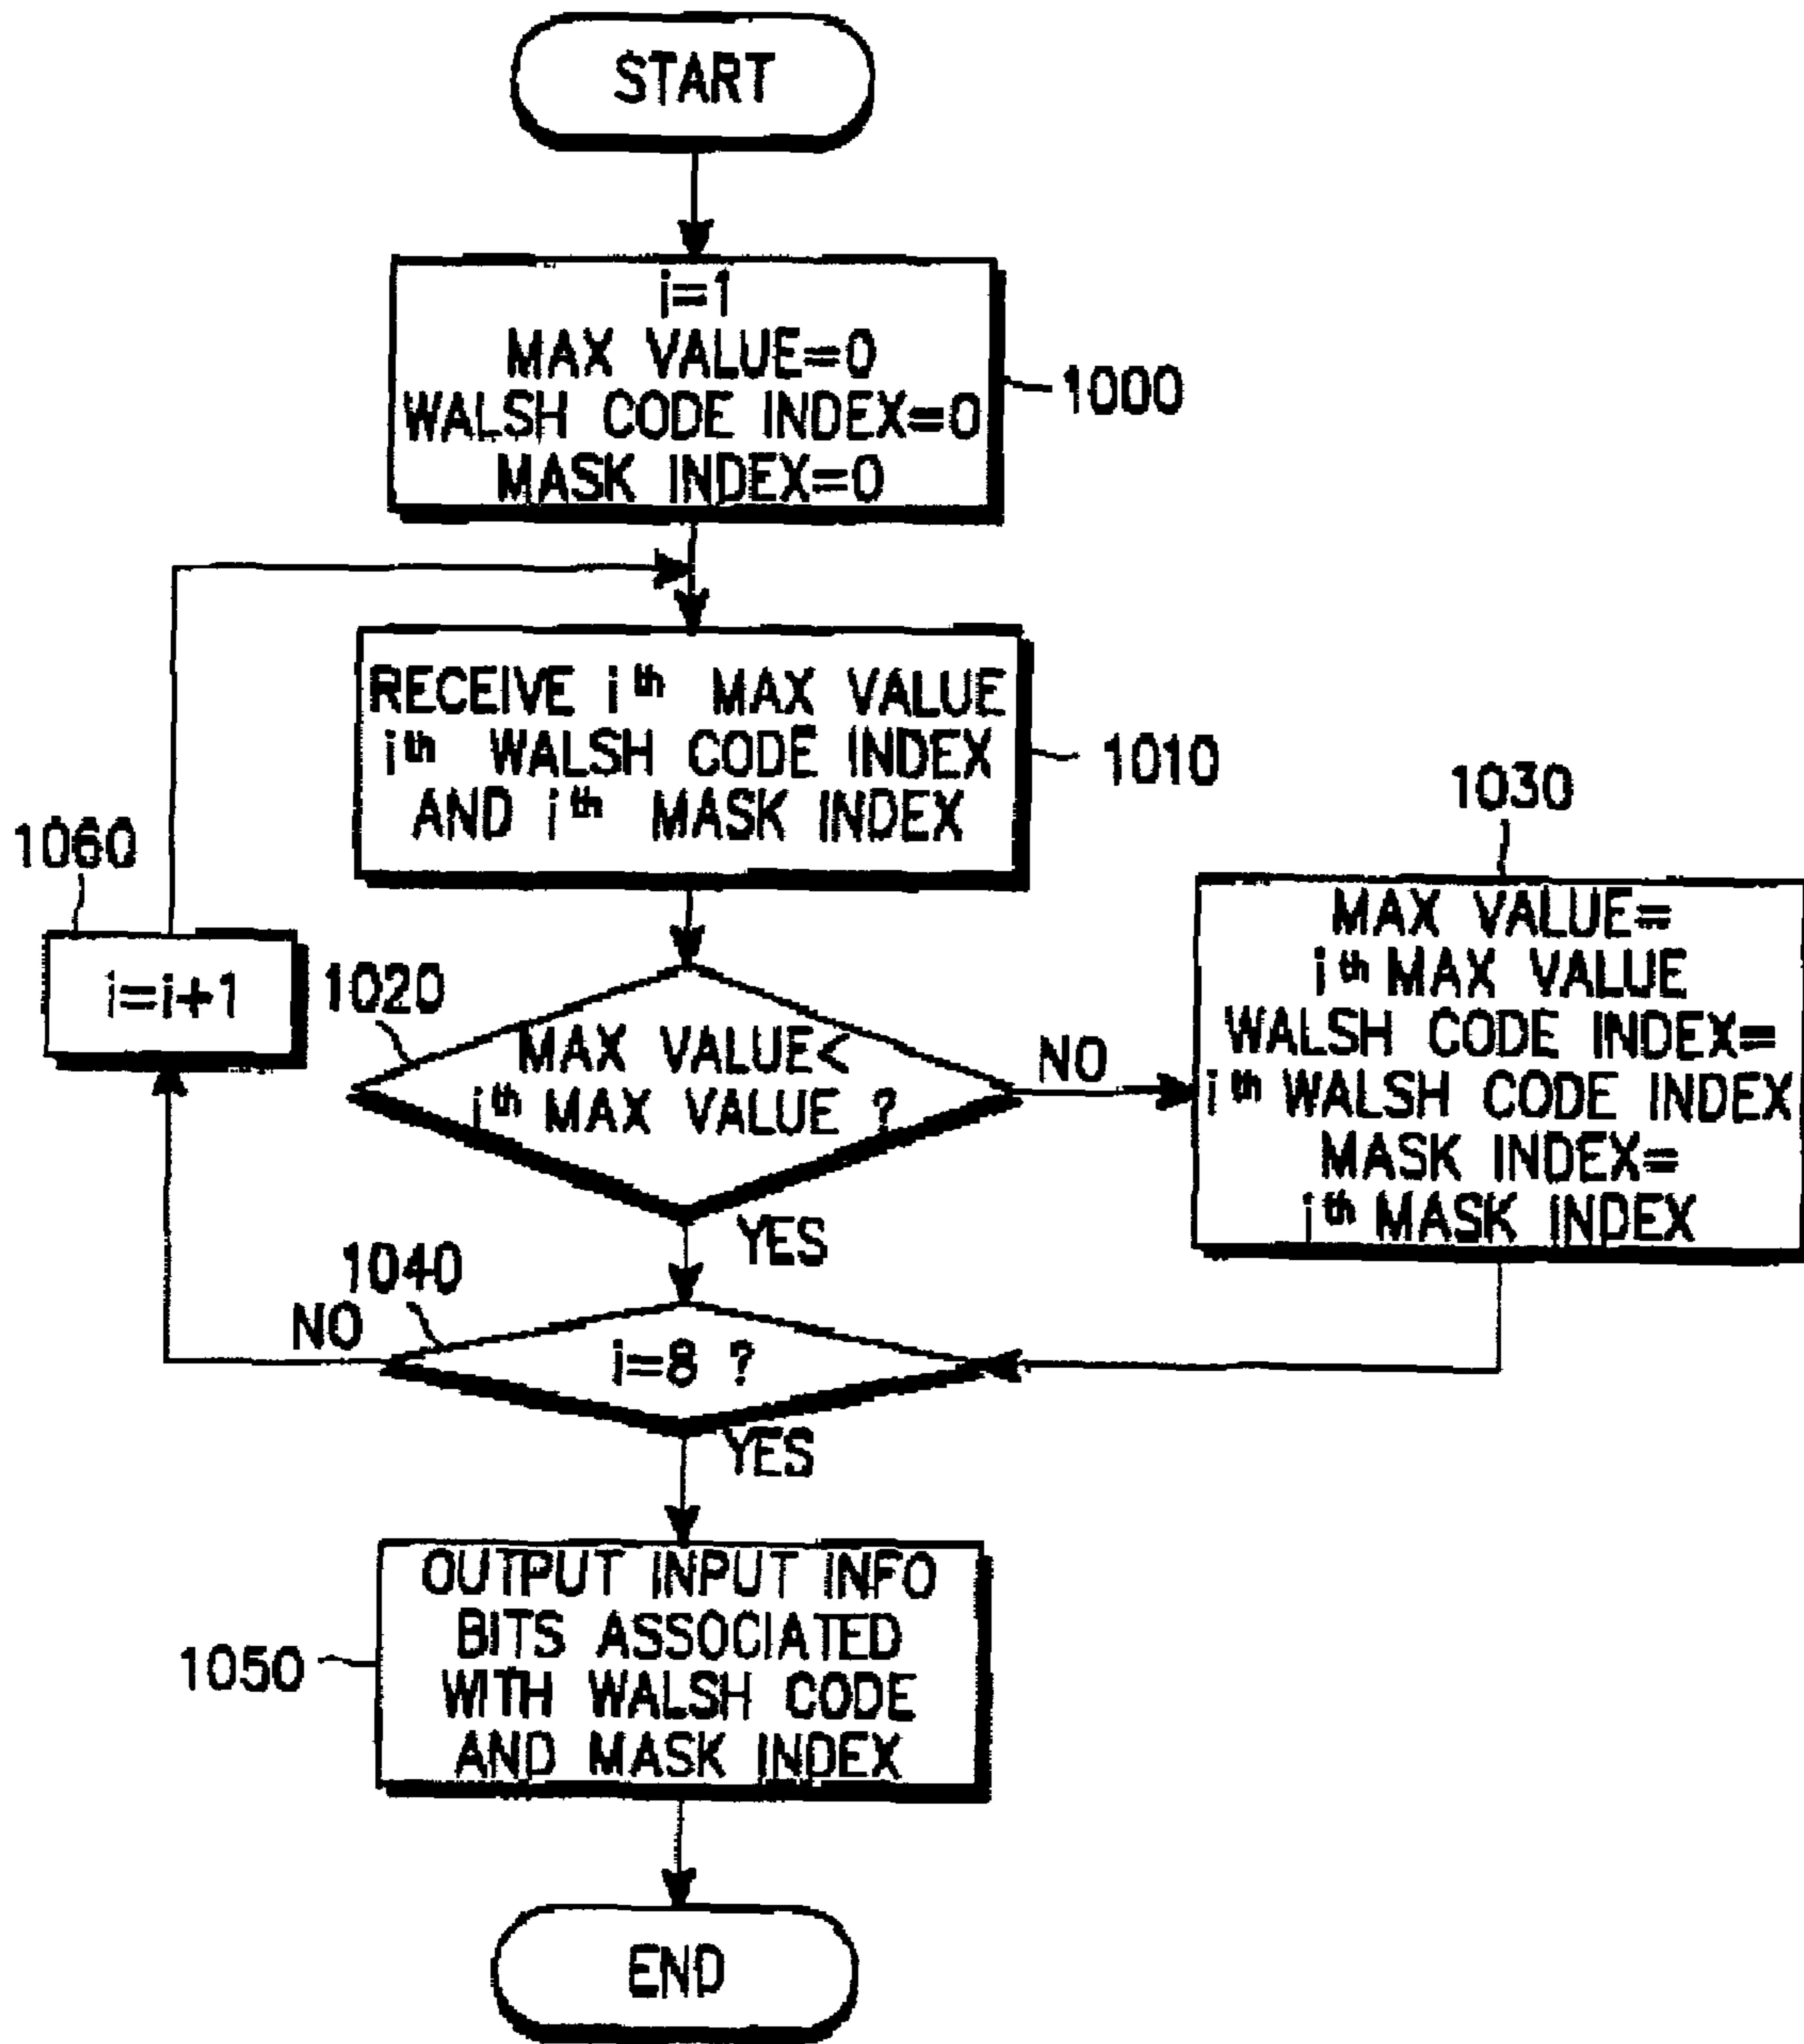 START
i=1
MAX VALUE=0
WALSH CODE INDEX=0
MASK INDEX=0
1000
RECEIVE ith MAX VALUE
ith WALSH CODE INDEX
AND ith MASK INDEX
1010
1030
MAX VALUE=
ith MAX VALUE
WALSH CODE INDEX=
ith WALSH CODE INDEX
MASK INDEX=
ith MASK INDEX
1060
i=i+1
1020
MAX VALUE<
ith MAX VALUE ?
NO
YES
1040
NO
i=8 ?
YES
1050
OUTPUT INPUT INFO
BITS ASSOCIATED
WITH WALSH CODE
AND MASK INDEX
END